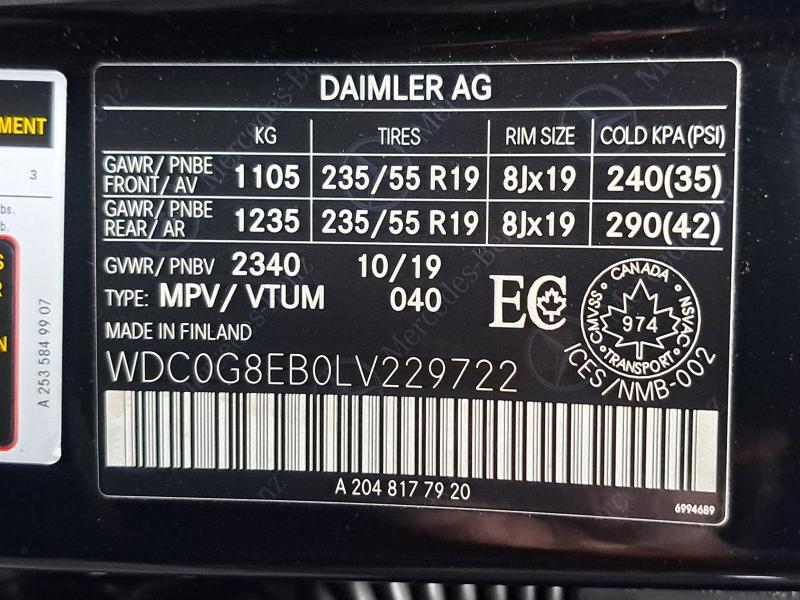 DAIMLER AG
KG TIRES RIM SIZE COLD KPA (PSI)
GAWR/ PNBE
FRONT/ AV 1105 235/55 R19 8Jx19 240(35)
GAWR/ PNBE
REAR/ AR 1235 235/55 R19 8Jx19 290(42)
GVWR/ PNBV 2340 10/19
TYPE: MPV/ VTUM 040
EC
CANADA
CMVSS 974 NSVAC
TRANSPORT
ICES/NMB-002
MADE IN FINLAND
WDC0G8EB0LV229722
A 204 817 79 20
6994689
MENT
3
bs.
b.
S
R
N
A 253 584 99 07
Mercedes-Benz